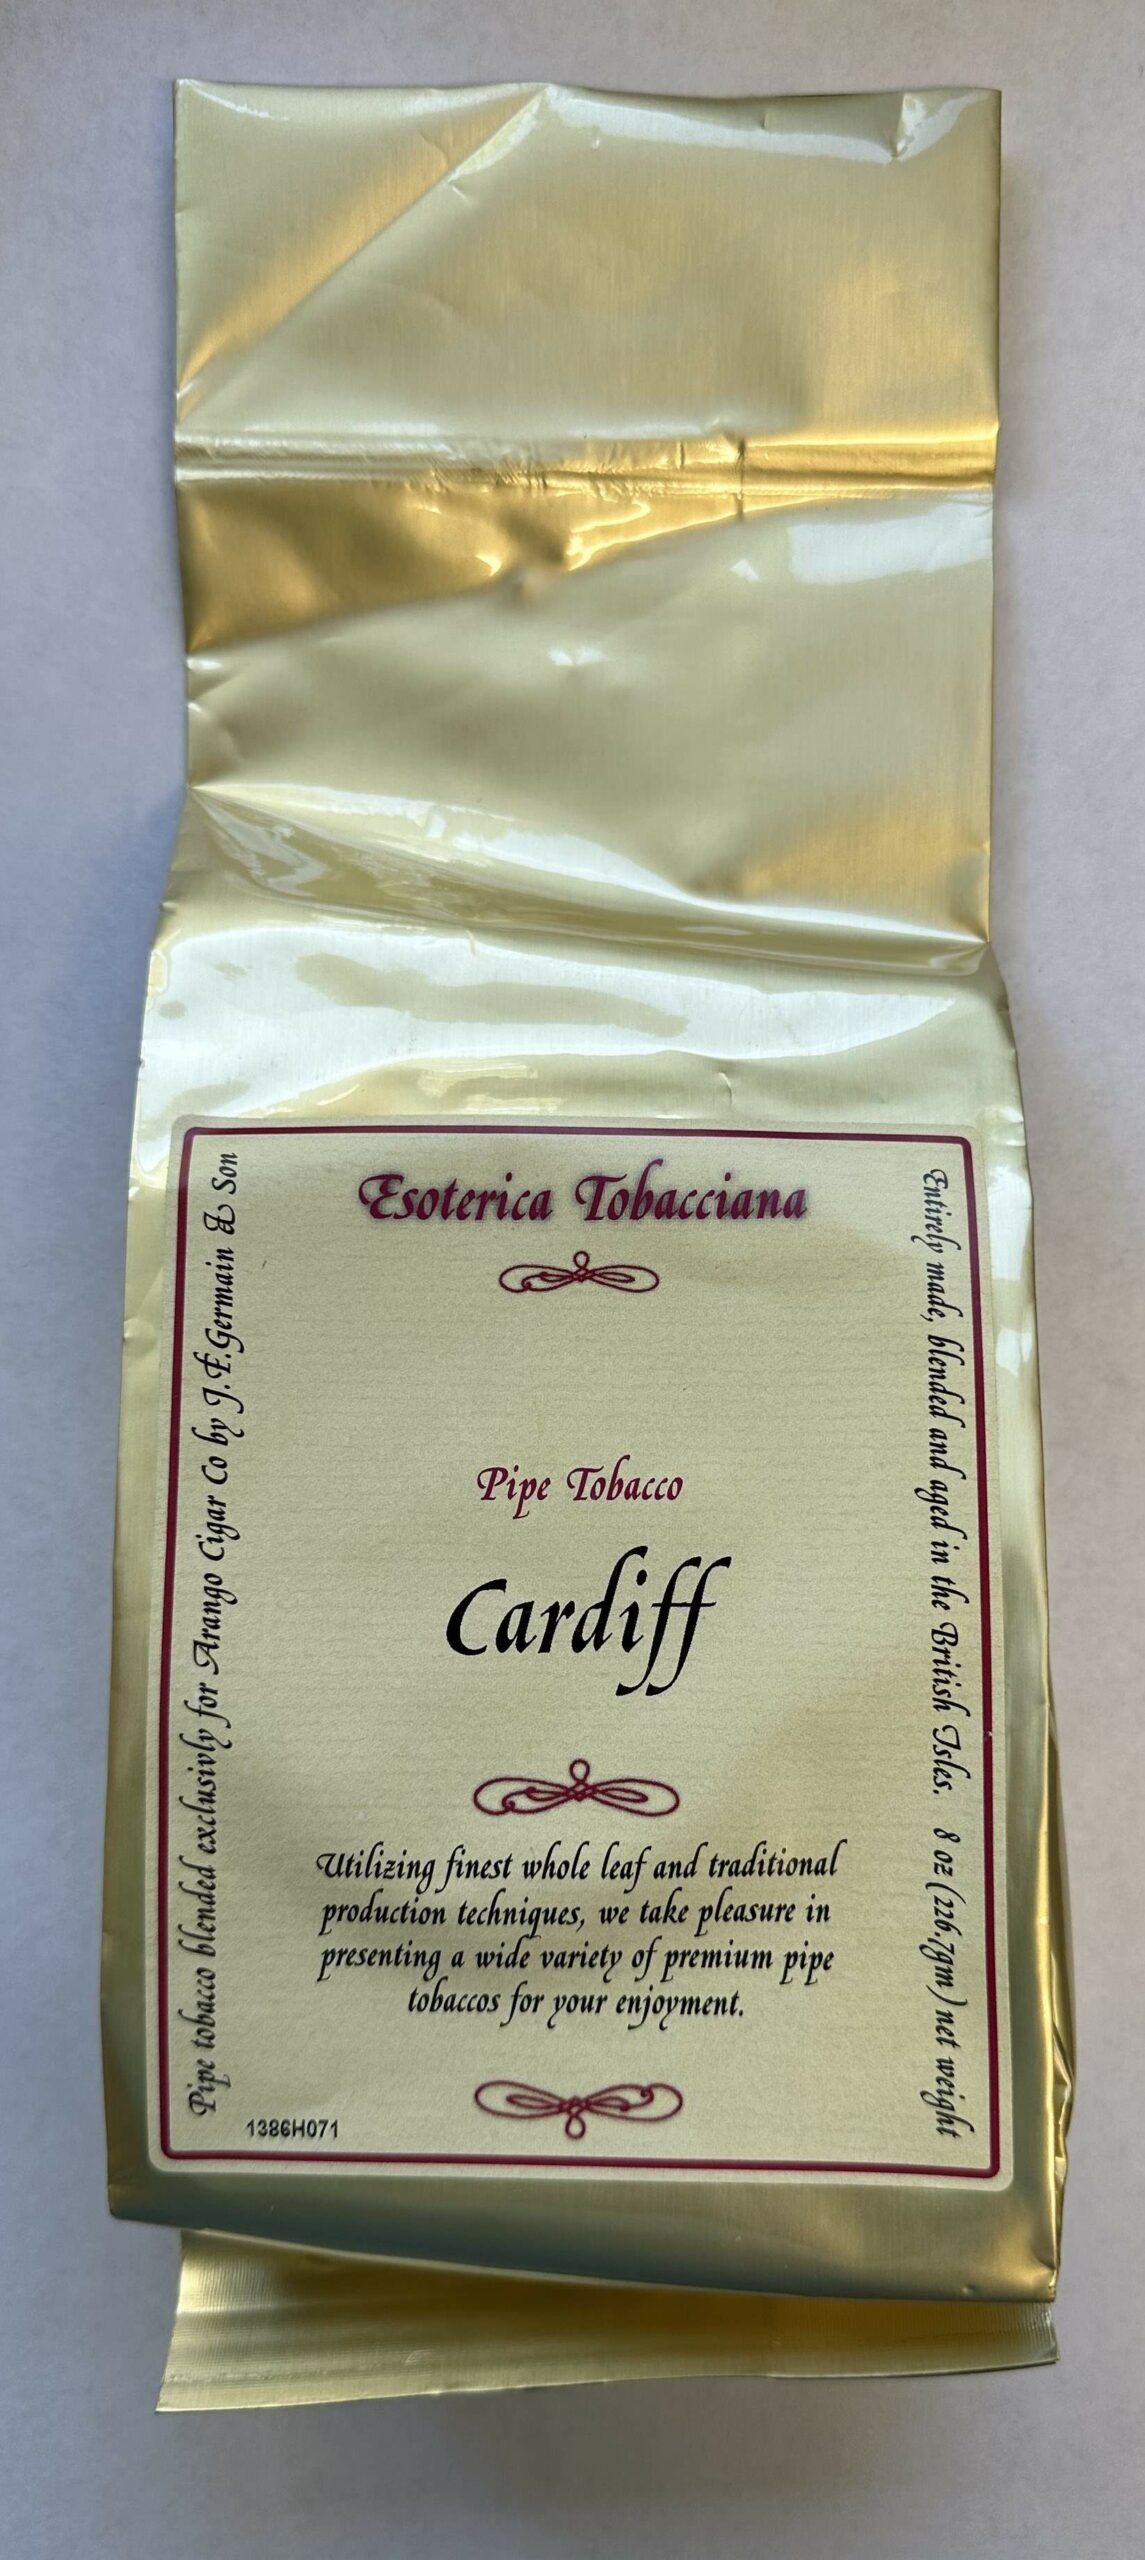 Esoterica Tobacciana
Pipe Tobacco
Cardiff
Utilizing finest whole leaf and traditional
production techniques, we take pleasure in
presenting a wide variety of premium pipe
tobaccos for your enjoyment.
1386H071
Pipe tobacco blended exclusivly for Arango Cigar Co by J.F.Germain & Son
Entirely made, blended and aged in the British Isles. 8 oz (226.7gm) net weight